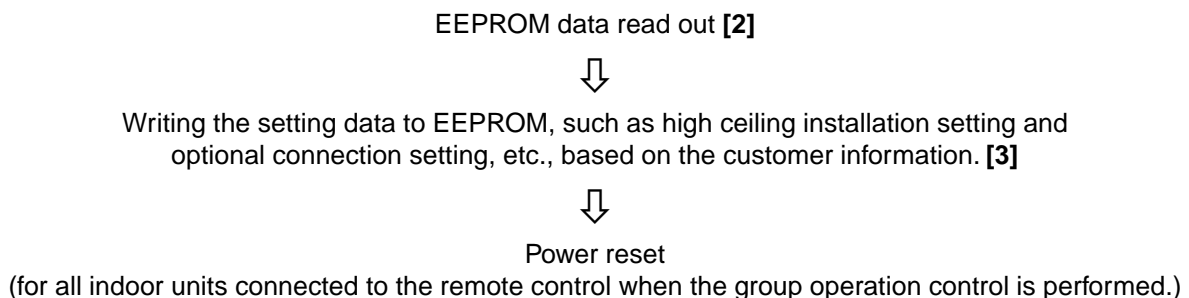 EEPROM data read out [2]
⇩
Writing the setting data to EEPROM, such as high ceiling installation setting and
optional connection setting, etc., based on the customer information. [3]
⇩
Power reset
(for all indoor units connected to the remote control when the group operation control is performed.)